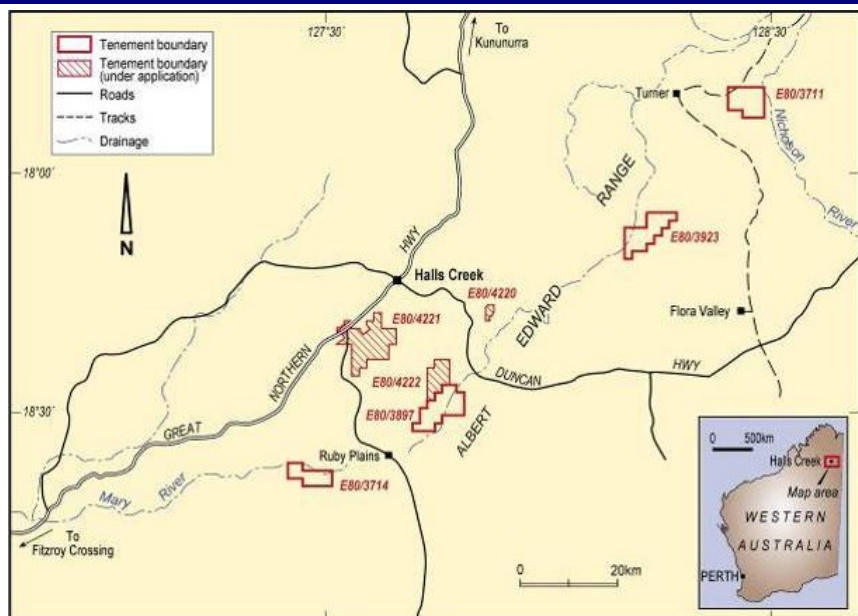 127°30´
To
Kununurra
128°30´
Tenement boundary
Tenement boundary
(under application)
Roads
Tracks
Drainage
Turner
E80/3711
Nicholson
River
18°00´
RANGE
N
E80/3923
HWY
Halls Creek
E80/4220
EDWARD
Flora Valley
E80/4221
NORTHERN
E80/4222
DUNCAN
HWY
E80/3897
ALBERT
18°30´
GREAT
Ruby Plains
Mary River
E80/3714
To
Fitzroy Crossing
0 20km
0 500km
Halls Creek
Map area
WESTERN
AUSTRALIA
PERTH